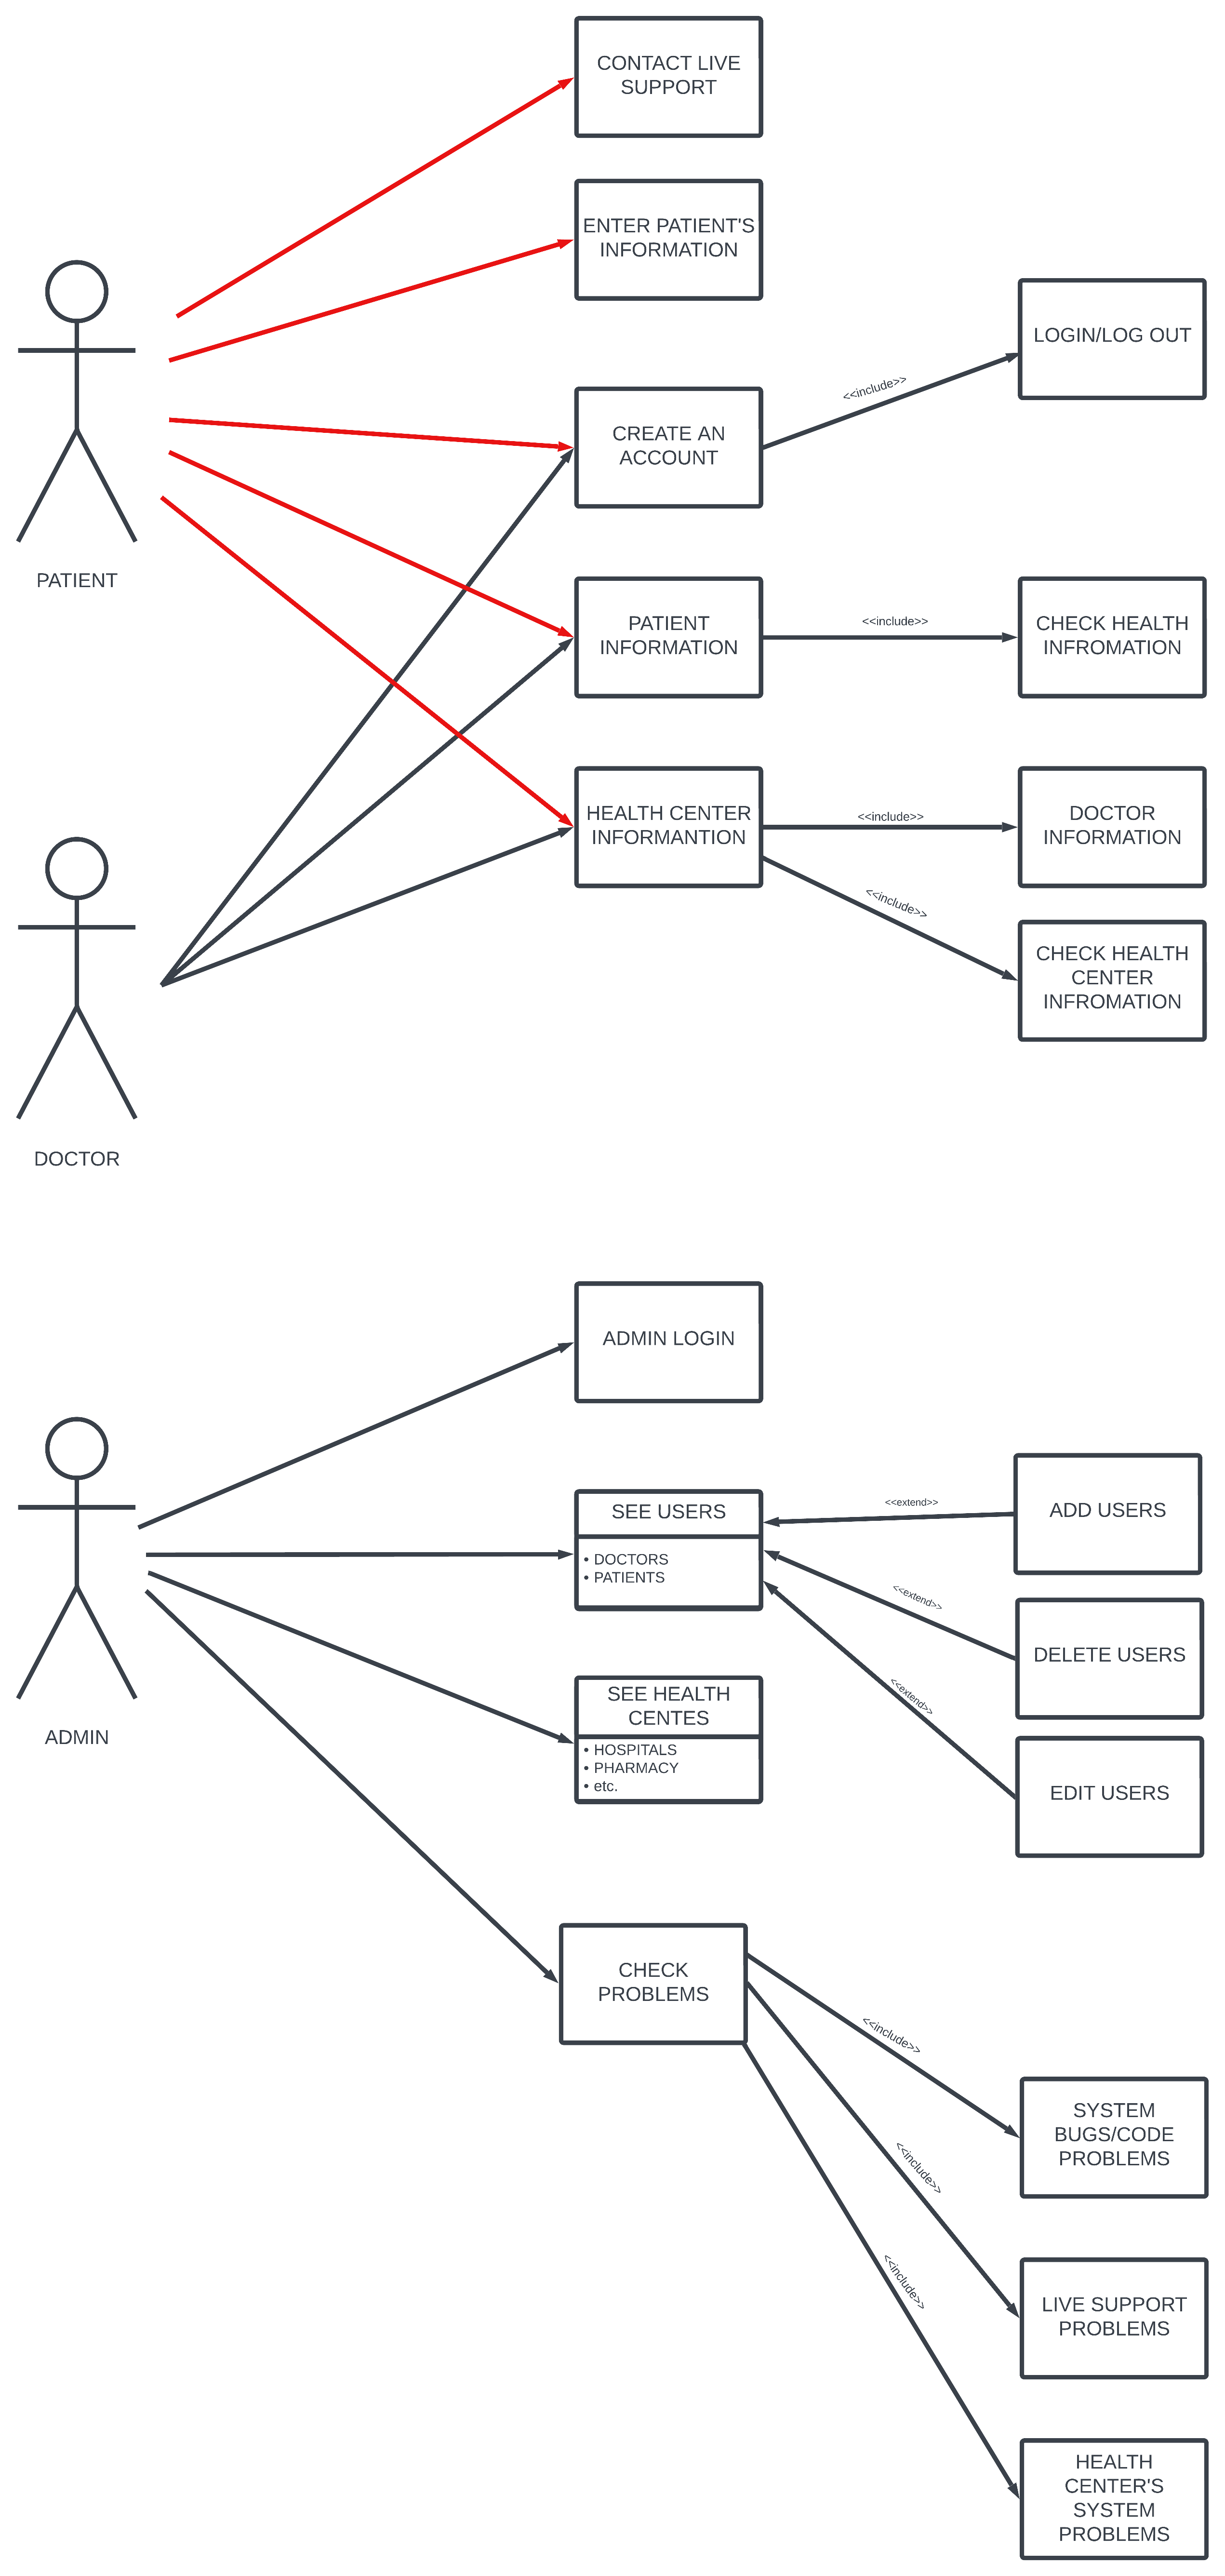 CONTACT LIVE
SUPPORT
ENTER PATIENT'S
INFORMATION
LOGIN/LOG OUT
<<include>>
CREATE AN
ACCOUNT
PATIENT
PATIENT
INFORMATION
<<include>>
CHECK HEALTH
INFROMATION
HEALTH CENTER
INFORMANTION
<<include>>
DOCTOR
INFORMATION
<<include>>
CHECK HEALTH
CENTER
INFROMATION
DOCTOR
ADMIN LOGIN
SEE USERS
• DOCTORS
• PATIENTS
<<extend>>
ADD USERS
<<extend>>
DELETE USERS
<<extend>>
ADMIN
SEE HEALTH
CENTES
• HOSPITALS
• PHARMACY
• etc.
EDIT USERS
CHECK
PROBLEMS
<<include>>
SYSTEM
BUGS/CODE
PROBLEMS
<<include>>
LIVE SUPPORT
PROBLEMS
<<include>>
HEALTH
CENTER'S
SYSTEM
PROBLEMS